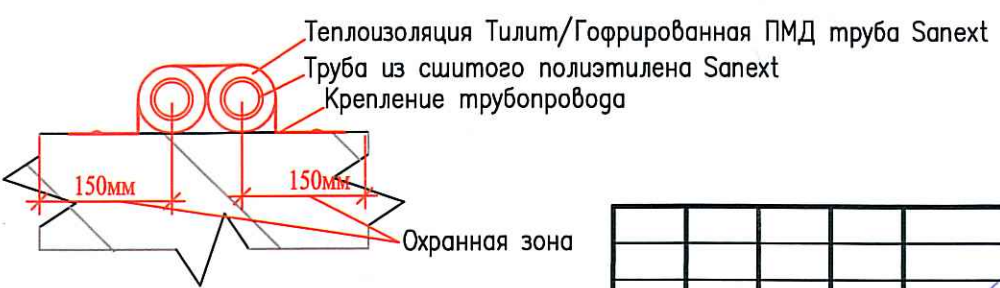 Теплоизоляция Тилит/Гофрированная ПМД труба Sanext
Труба из сшитого полиэтилена Sanext
Крепление трубопровода
150мм
150мм
Охранная зона